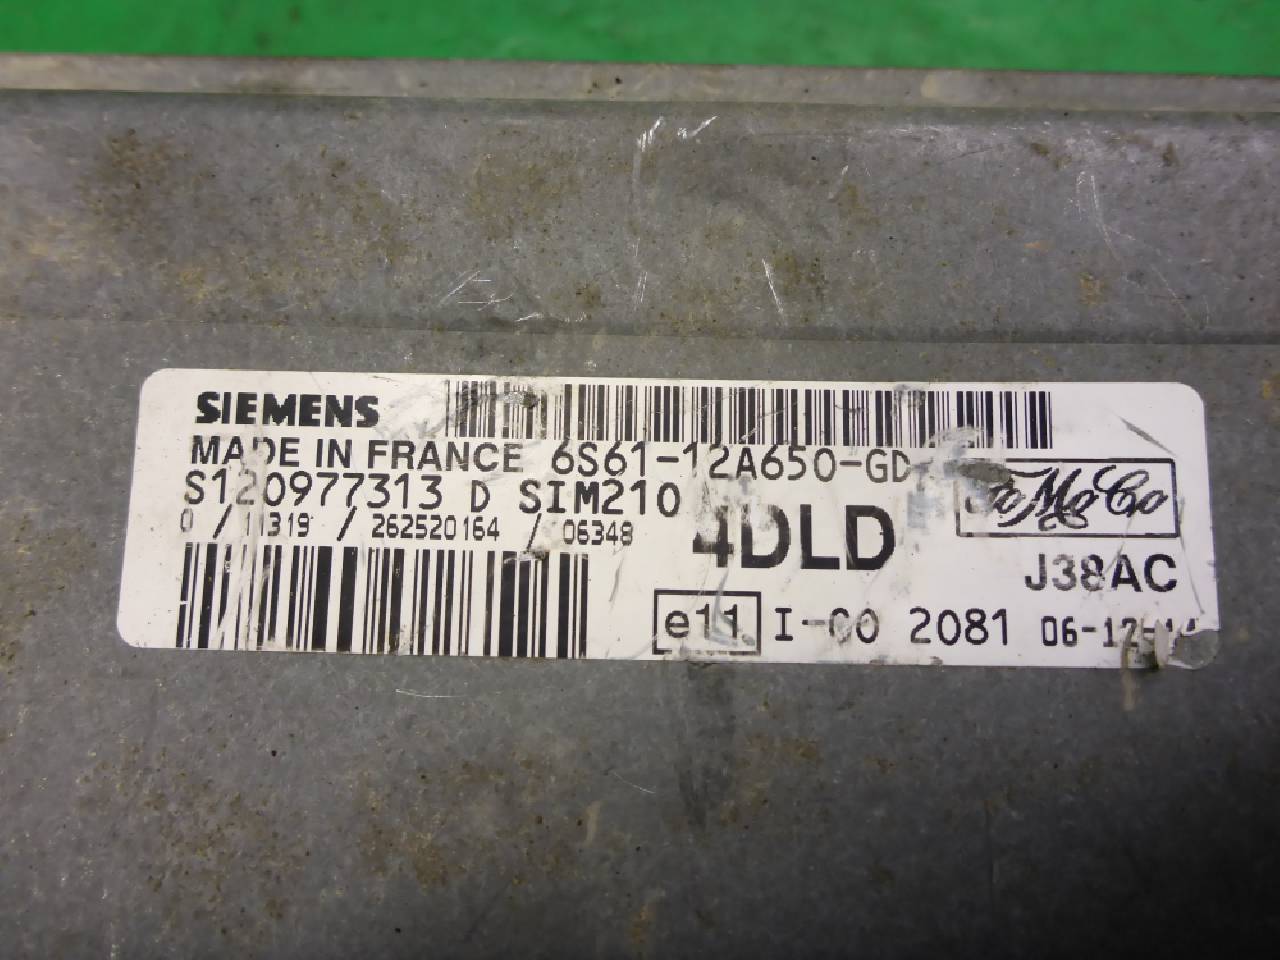 SIEMENS
MADE IN FRANCE 6S61-12A650-GD
S120977313 D SIM210
0 / 11319 / 262520164 / 06348
4DLD
FoMoCo
J38AC
e11 I-00 2081